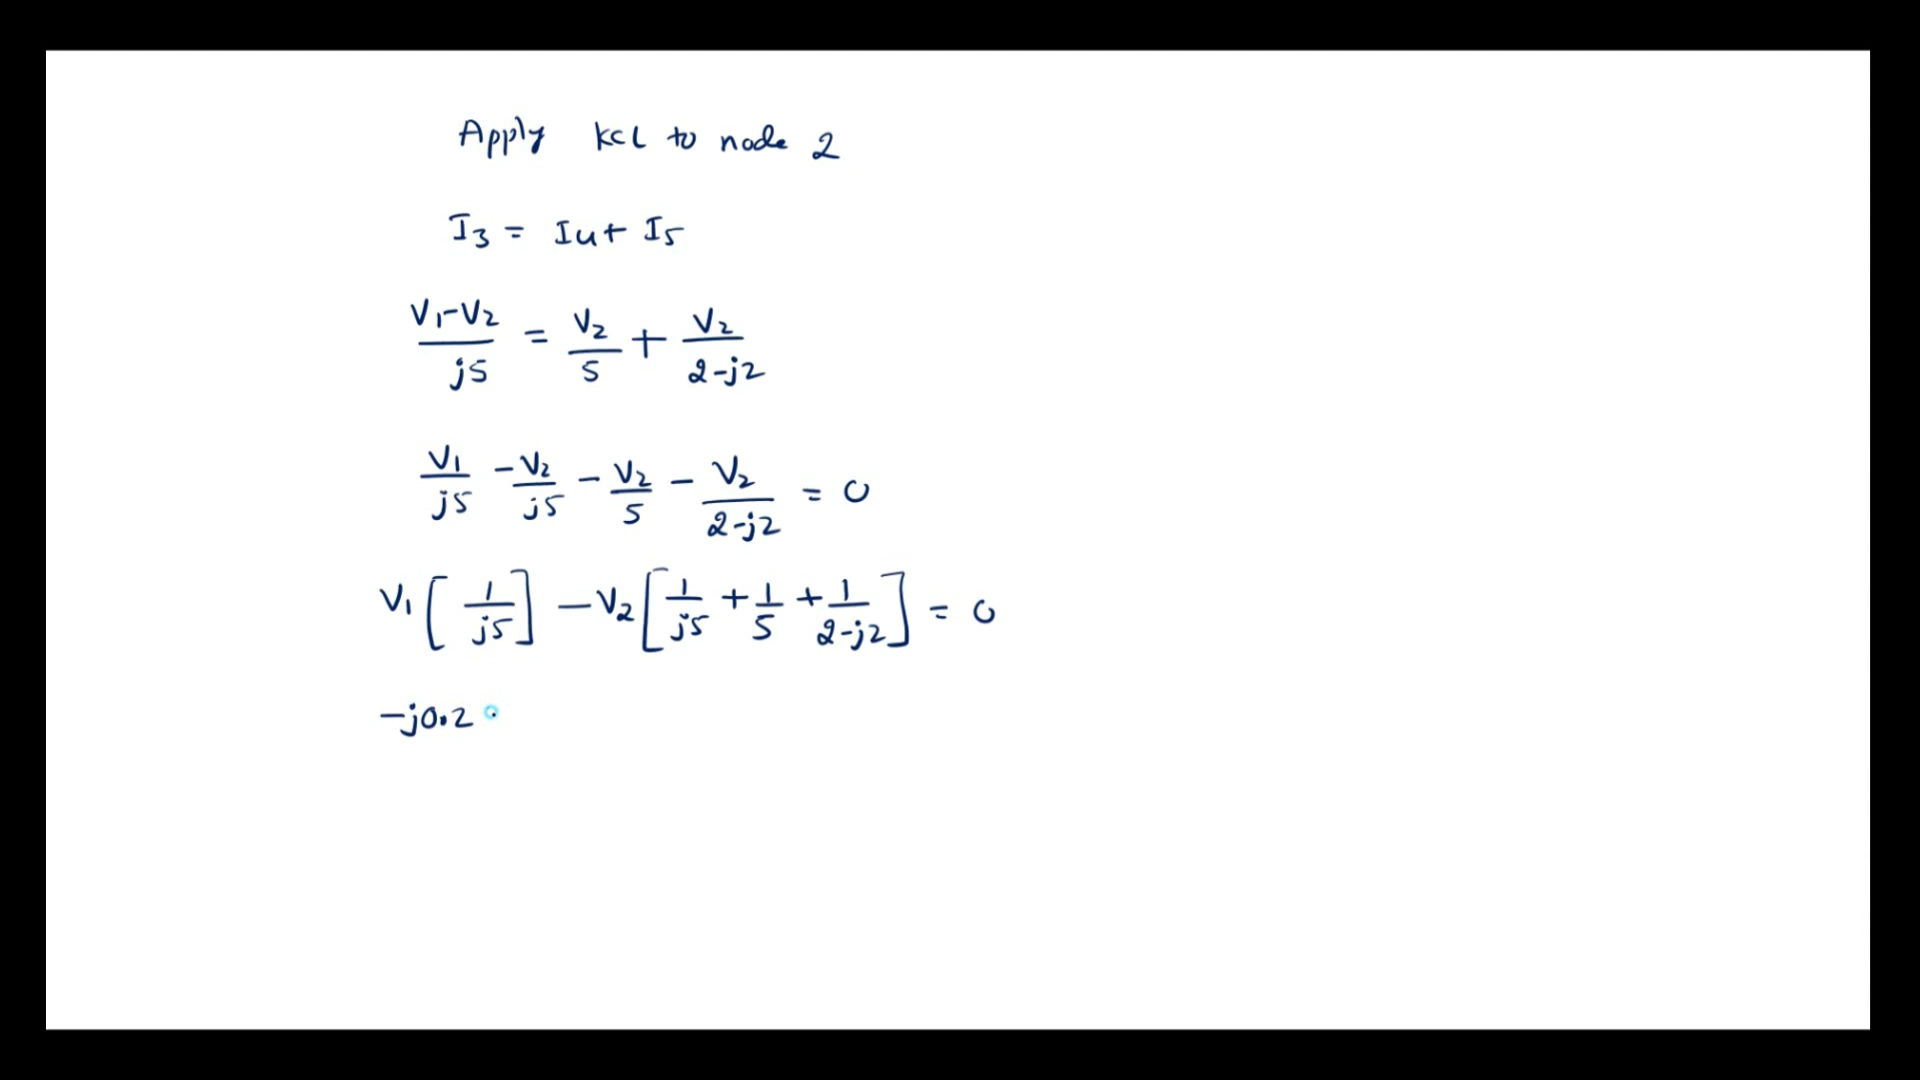 Apply KCL to node 2
I3 = I4 + I5
V1-V2/j5 = V2/5 + V2/2-j2
V1/j5 - V2/j5 - V2/5 - V2/2-j2 = 0
V1 [1/j5] - V2 [1/j5 + 1/5 + 1/2-j2] = 0
-j0.2